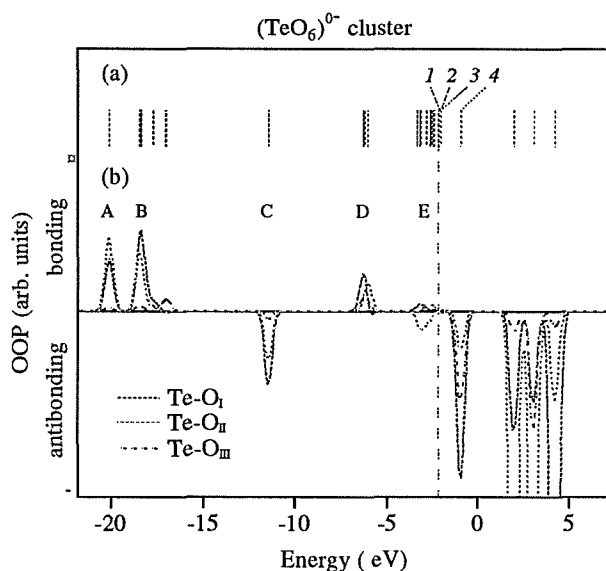 (TeO₆)⁰⁻ cluster
(a)
1 2 3 4
¤
(b)
A B C D E
OOP (arb. units)
bonding
antibonding
Te-OI
Te-OII
Te-OIII
-
-20 -15 -10 -5 0 5
Energy ( eV)